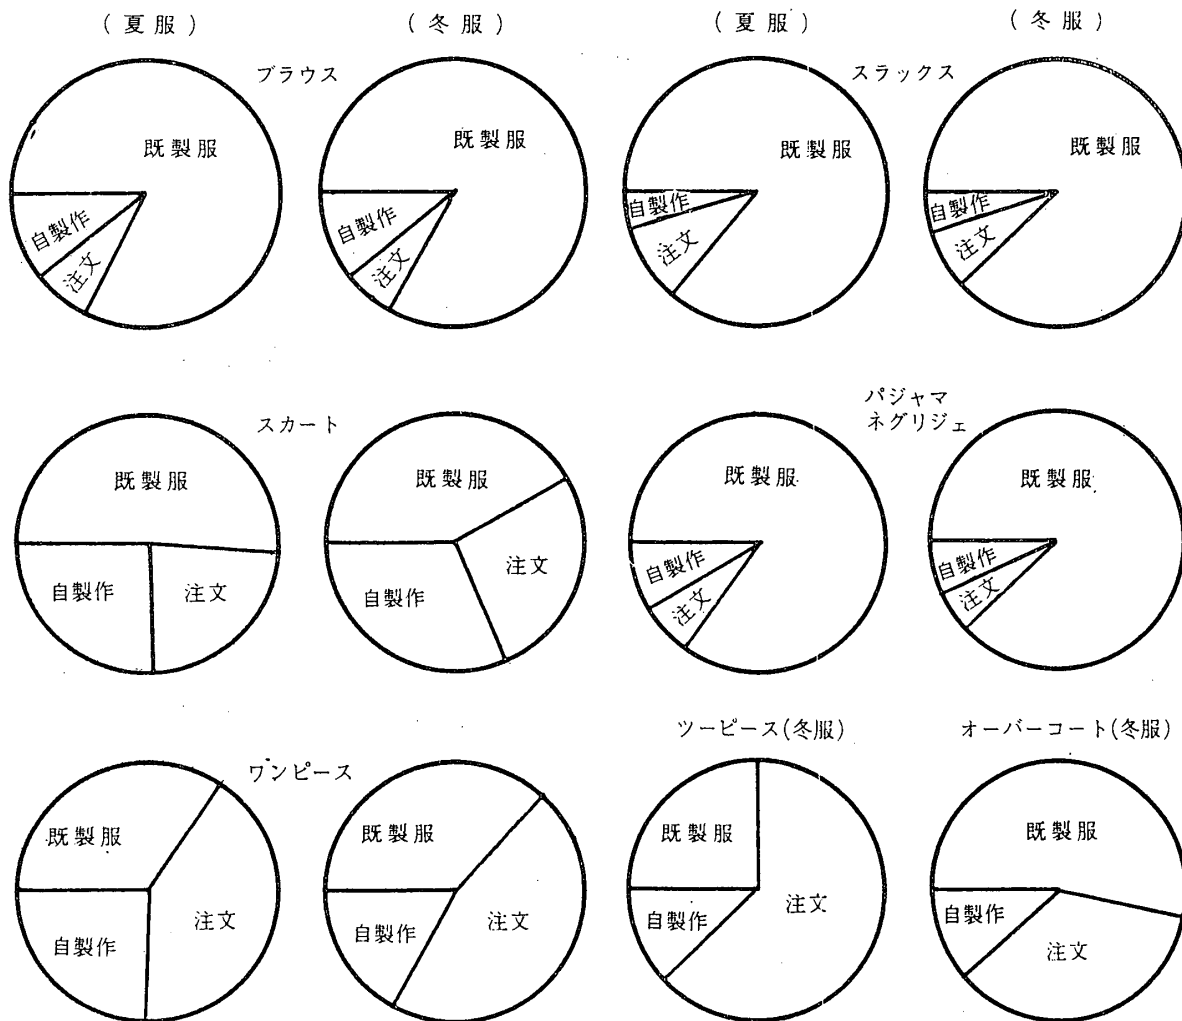 (夏服)
(冬服)
(夏服)
(冬服)
ブラウス
既製服
自製作
注文
既製服
自製作
注文
スラックス
既製服
自製作
注文
既製服
自製作
注文
スカート
既製服
自製作
注文
既製服
自製作
注文
パジャマ
ネグリジェ
既製服
自製作
注文
既製服
自製作
注文
ワンピース
既製服
自製作
注文
既製服
自製作
注文
ツーピース(冬服)
既製服
自製作
注文
オーバーコート(冬服)
既製服
自製作
注文